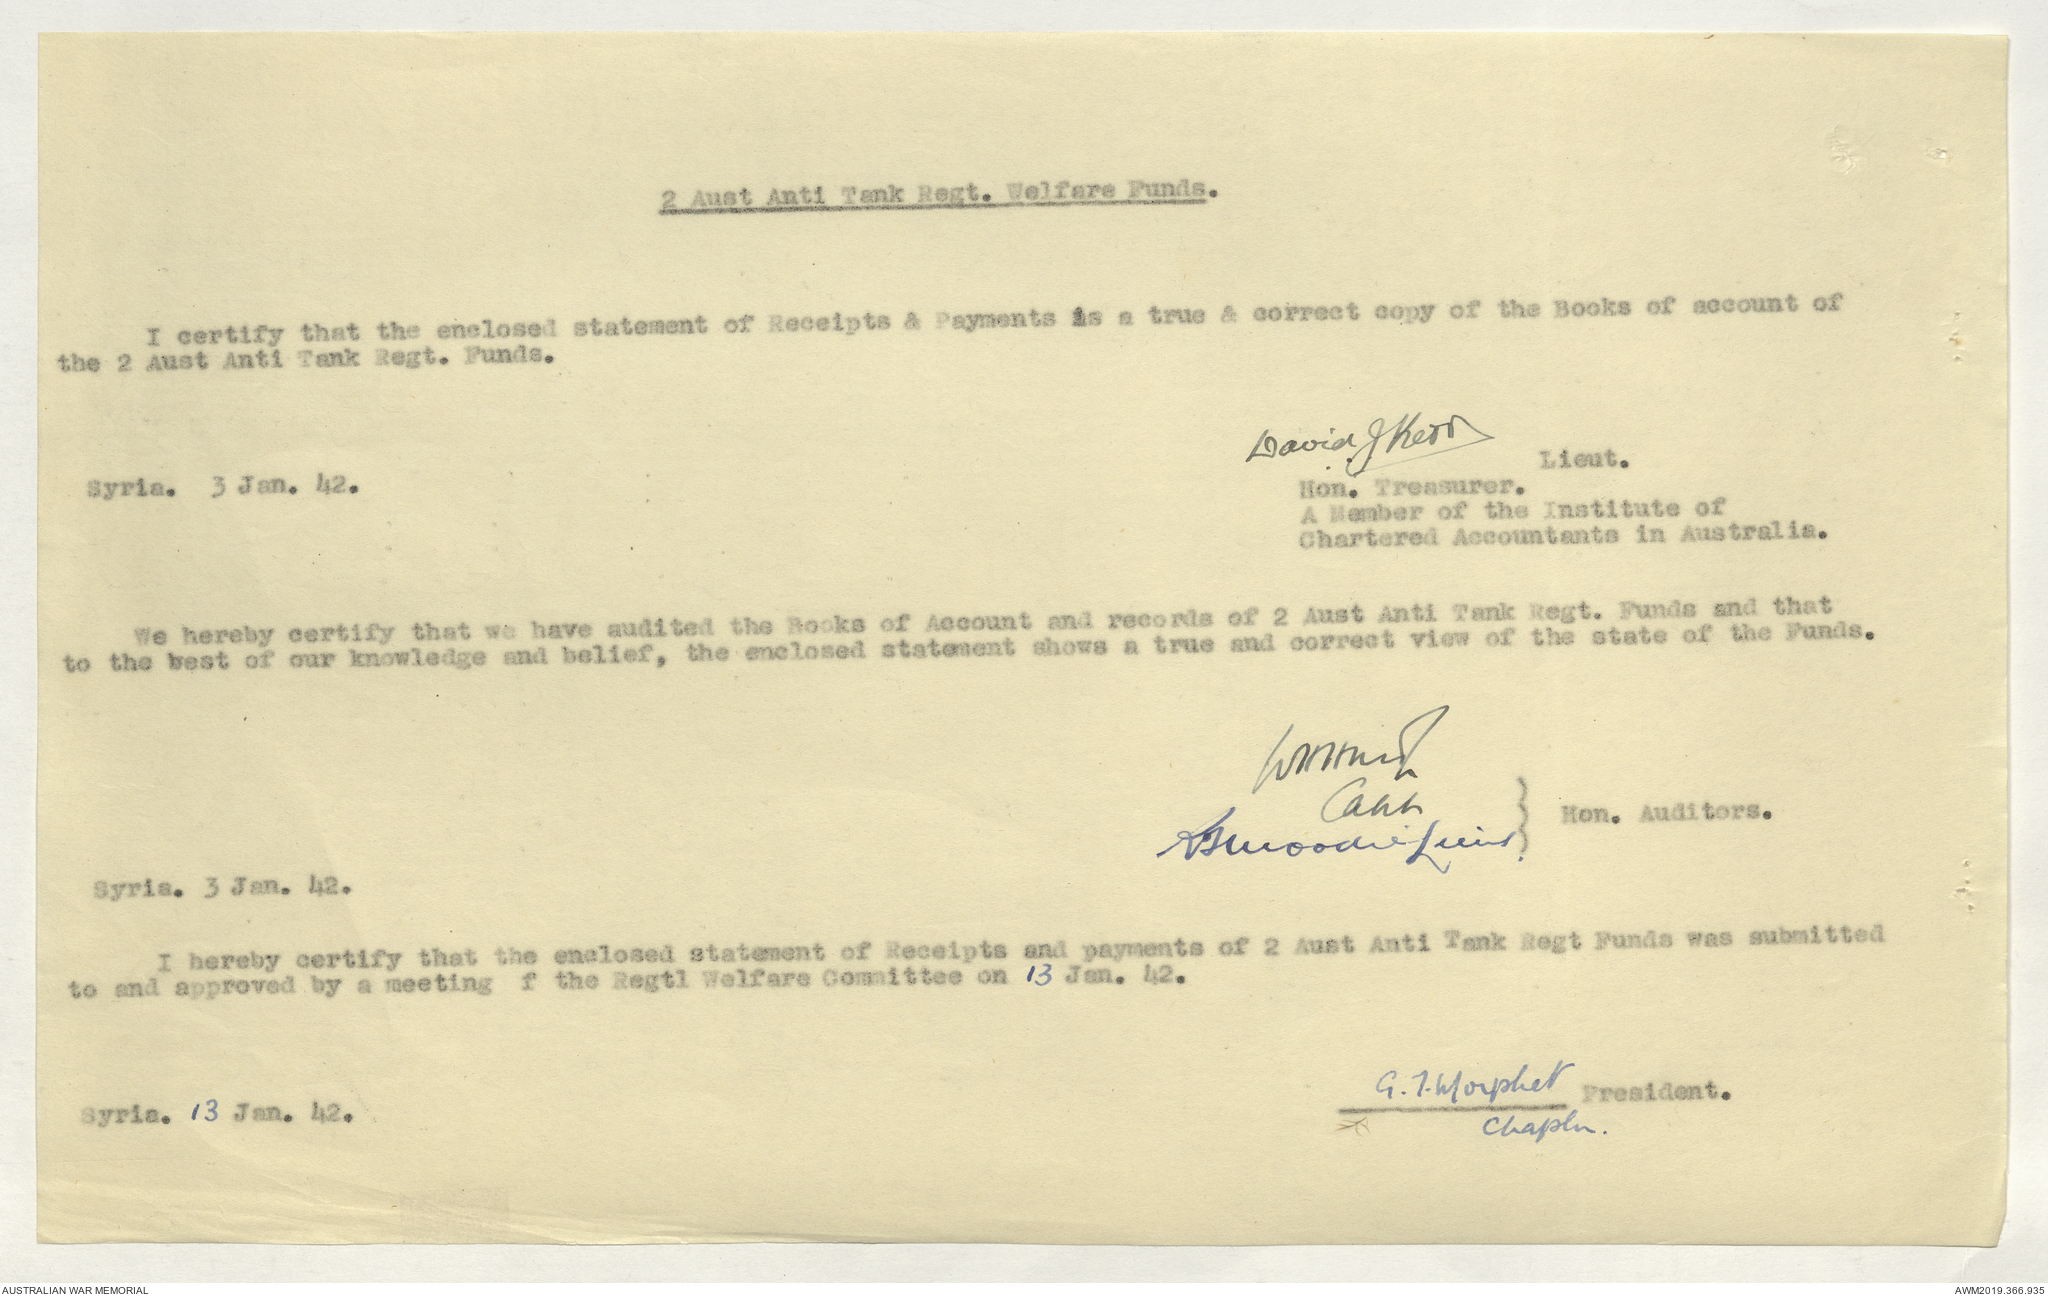 2 Aust Anti Tank Regt. Welfare Funds.
I certify that the enclosed statement of Receipts & Payments is a true & correct copy of the Books of account of
the 2 Aust Anti Tank Regt. Funds.
David J Kerr Lieut.
Syria. 3 Jan. 42.
Hon. Treasurer.
A Member of the Institute of
Chartered Accountants in Australia.
We hereby certify that we have audited the Books of Account and records of 2 Aust Anti Tank Regt. Funds and that
to the best of our knowledge and belief, the enclosed statement shows a true and correct view of the state of the Funds.
Capt
Moodie Lieut. } Hon. Auditors.
Syria. 3 Jan. 42.
I hereby certify that the enclosed statement of Receipts and payments of 2 Aust Anti Tank Regt Funds was submitted
to and approved by a meeting f the Regtl Welfare Committee on 13 Jan. 42.
G. T. Morphet President.
Chapln.
Syria. 13 Jan. 42.
AUSTRALIAN WAR MEMORIAL
AWM2019.366.935